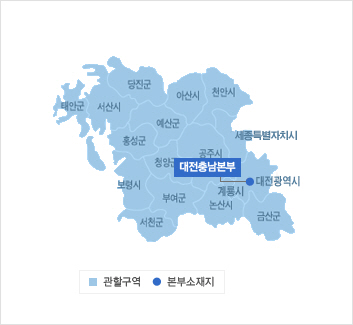 당진군
아산시
천안시
태안군
서산시
예산군
세종특별자치시
홍성군
공주시
청양군
대전충남본부
대전광역시
보령시
계룡시
부여군
논산시
금산군
서천군
관할구역
본부소재지